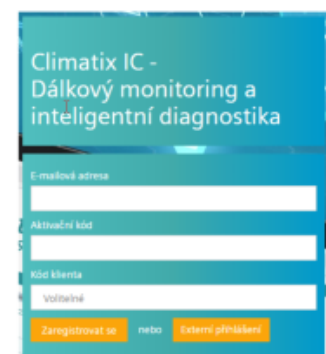 Climatix IC -
Dálkový monitoring a
inteligentní diagnostika
E-mailová adresa
Aktivační kód
Kód klienta
Volitelné
Zaregistrovat se nebo Externí přihlášení